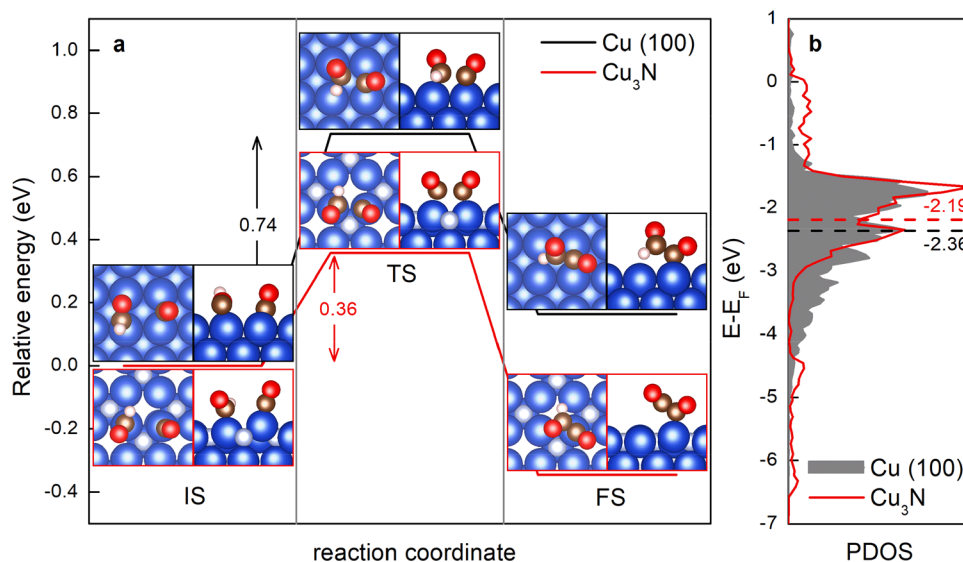 a
Cu (100)
Cu₃N
Relative energy (eV)
1.0
0.8
0.6
0.4
0.2
0.0
-0.2
-0.4
0.74
0.36
IS
TS
FS
reaction coordinate
b
E-E_F (eV)
1
0
-1
-2
-3
-4
-5
-6
-7
-2.19
-2.36
Cu (100)
Cu₃N
PDOS